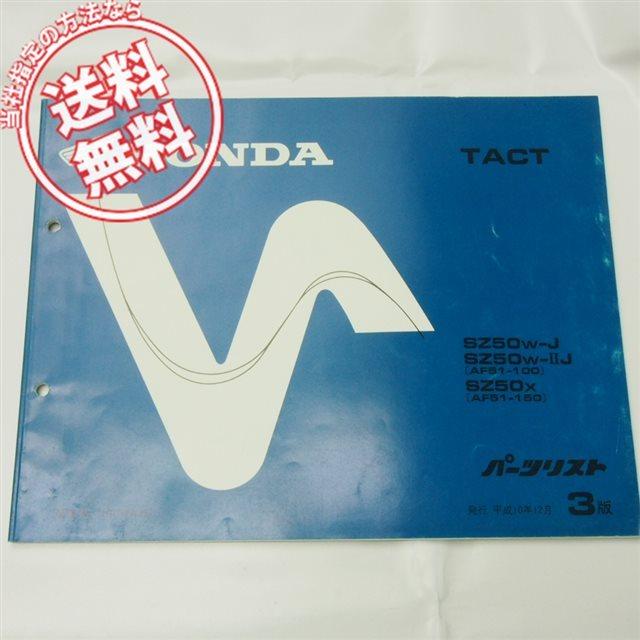 当社指定の方法なら
送料
無料
HONDA
TACT
SZ50W-J
SZ50W-ⅡJ
(AF51-100)
SZ50X
(AF51-150)
パーツリスト
発行 平成10年12月 3版